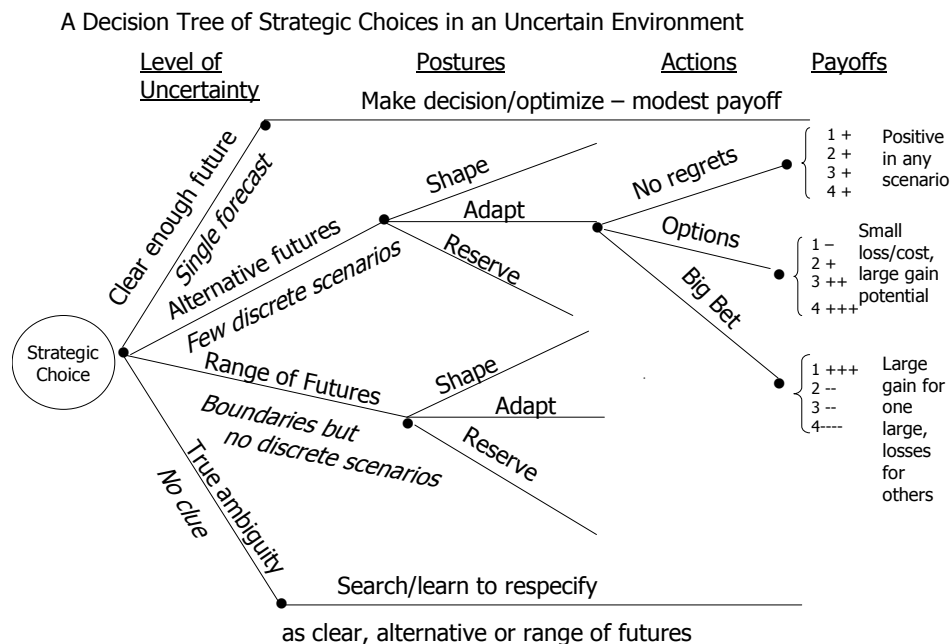 A Decision Tree of Strategic Choices in an Uncertain Environment
Level of
Uncertainty
Postures
Actions
Payoffs
Make decision/optimize – modest payoff
Clear enough future
Single forecast
Alternative futures
Few discrete scenarios
Shape
Adapt
Reserve
No regrets
Options
Big Bet
1 +
2 +
3 +
4 +
Positive
in any
scenario
1 –
2 +
3 ++
4 +++
Small
loss/cost,
large gain
potential
1 +++
2 --
3 --
4----
Large
gain for
one
large,
losses for
others
Strategic
Choice
Range of Futures
Boundaries but
no discrete scenarios
Shape
Adapt
Reserve
True ambiguity
No clue
Search/learn to respecify
as clear, alternative or range of futures